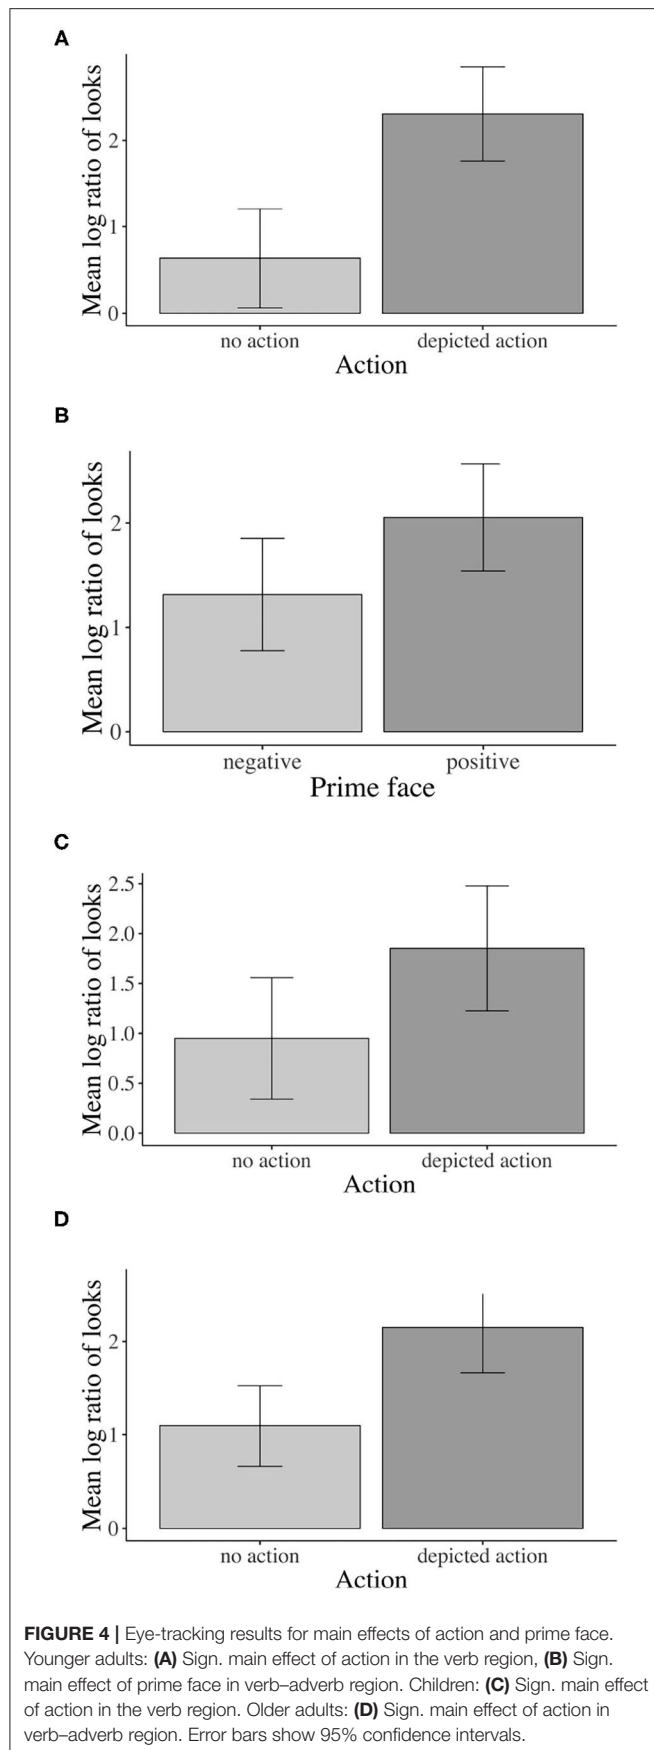 A
Mean log ratio of looks
2
1
0
no action
depicted action
Action
B
Mean log ratio of looks
2
1
0
negative
positive
Prime face
C
Mean log ratio of looks
2.5
2.0
1.5
1.0
0.5
0.0
no action
depicted action
Action
D
Mean log ratio of looks
2
1
0
no action
depicted action
Action
FIGURE 4 | Eye-tracking results for main effects of action and prime face.
Younger adults: (A) Sign. main effect of action in the verb region, (B) Sign.
main effect of prime face in verb–adverb region. Children: (C) Sign. main effect
of action in the verb region. Older adults: (D) Sign. main effect of action in
verb–adverb region. Error bars show 95% confidence intervals.